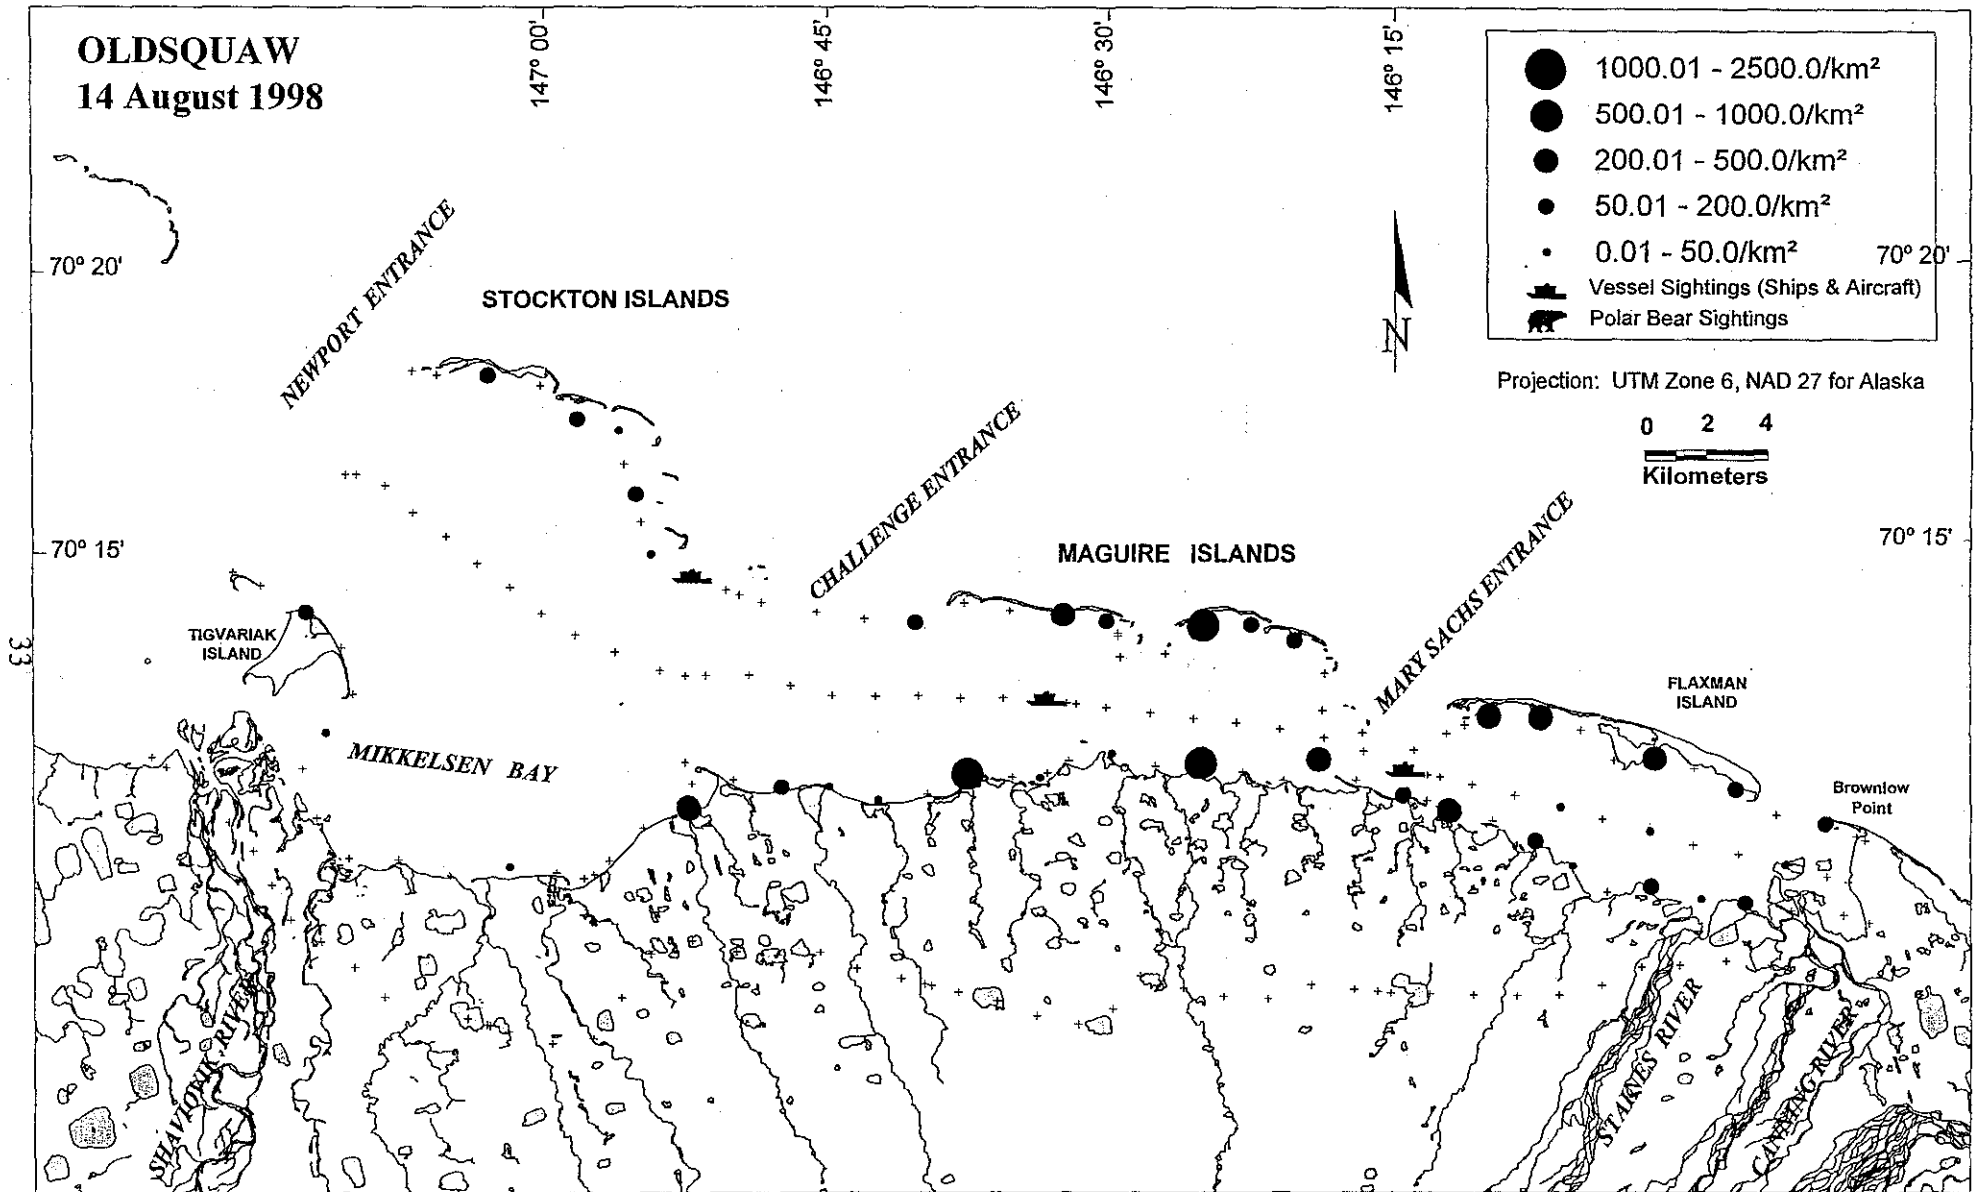 OLDSQUAW
14 August 1998
147° 00'
146° 45'
146° 30'
146° 15'
1000.01 - 2500.0/km²
500.01 - 1000.0/km²
200.01 - 500.0/km²
50.01 - 200.0/km²
0.01 - 50.0/km²
Vessel Sightings (Ships & Aircraft)
Polar Bear Sightings
70° 20'
70° 20'
NEWPORT ENTRANCE
STOCKTON ISLANDS
N
Projection: UTM Zone 6, NAD 27 for Alaska
0 2 4
Kilometers
CHALLENGE ENTRANCE
70° 15'
70° 15'
MAGUIRE ISLANDS
MARY SACHS ENTRANCE
TIGVARIAK
ISLAND
33
FLAXMAN
ISLAND
MIKKELSEN BAY
Brownlow
Point
SHAVIOVIK RIVER
STAINES RIVER
CANNING RIVER